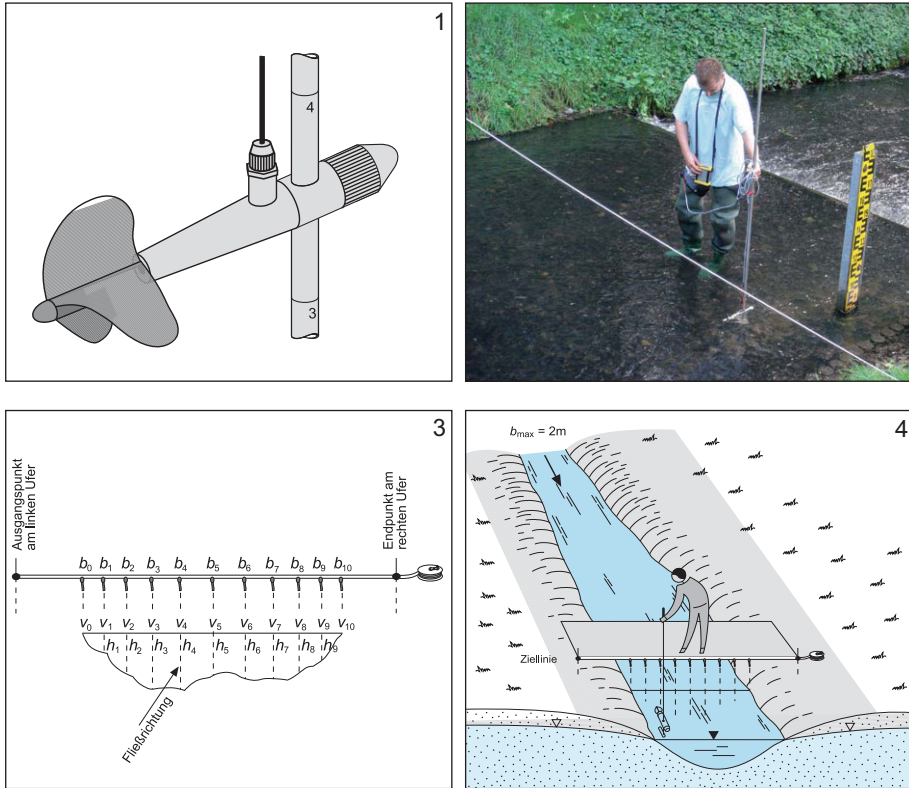 1
4
3
3
Ausgangspunkt
am linken Ufer
Endpunkt am
rechten Ufer
b0 b1 b2 b3 b4 b5 b6 b7 b8 b9 b10
v0 v1 v2 v3 v4 v5 v6 v7 v8 v9 v10
h1 h2 h3 h4 h5 h6 h7 h8 h9
Fließrichtung
4
bmax = 2m
Ziellinie